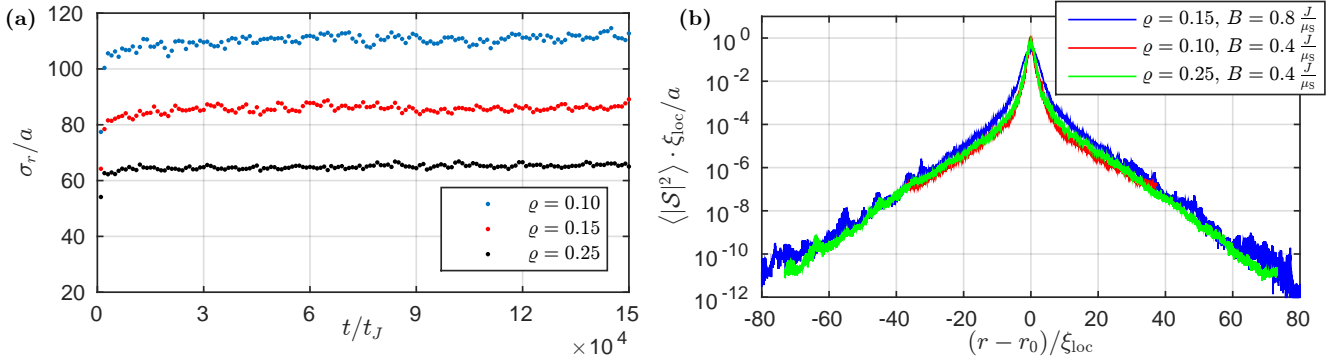 (a)
120
100
80
60
40
20
σ_r/a
0
3
6
9
12
15
t/t_J
×10^4
ϱ = 0.10
ϱ = 0.15
ϱ = 0.25
(b)
10^0
10^-2
10^-4
10^-6
10^-8
10^-10
10^-12
⟨|𝒮|^2⟩ · ξ_loc/a
-80
-60
-40
-20
0
20
40
60
80
(r − r_0)/ξ_loc
ϱ = 0.15, B = 0.8 J/μ_S
ϱ = 0.10, B = 0.4 J/μ_S
ϱ = 0.25, B = 0.4 J/μ_S